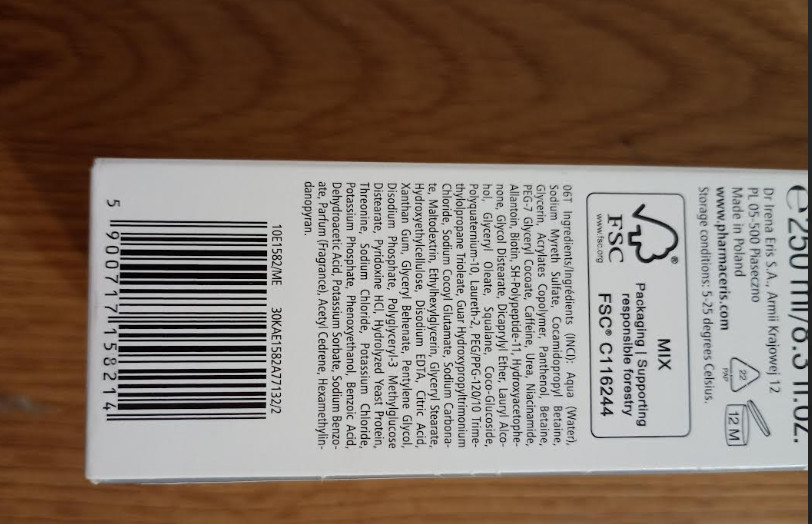 e 250 ml/8.3 fl.oz.
Dr Irena Eris S.A., Armii Krajowej 12
PL 05-500 Piaseczno
Made in Poland
www.pharmaceris.com
Storage conditions: 5-25 degrees Celsius.
22
PAP
12 M
FSC
www.fsc.org
MIX
Packaging | Supporting
responsible forestry
FSC® C116244
06T Ingredients/Ingrédients (INCI): Aqua (Water),
Sodium Myreth Sulfate, Cocamidopropyl Betaine,
Glycerin, Acrylates Copolymer, Panthenol, Betaine,
PEG-7 Glyceryl Cocoate, Caffeine, Urea, Niacinamide,
Allantoin, Biotin, SH-Polypeptide-11, Hydroxyacetophe-
none, Glycol Distearate, Dicaprylyl Ether, Lauryl Alco-
hol, Glyceryl Oleate, Squalane, Coco-Glucoside,
Polyquaternium-10, Laureth-2, PEG/PPG-120/10 Trime-
thylolpropane Trioleate, Guar Hydroxypropyltrimonium
Chloride, Sodium Cocoyl Glutamate, Sodium Carbona-
te, Maltodextrin, Ethylhexylglycerin, Glyceryl Stearate,
Hydroxyethylcellulose, Disodium EDTA, Citric Acid,
Xanthan Gum, Glyceryl Behenate, Pentylene Glycol,
Disodium Phosphate, Polyglyceryl-3 Methylglucose
Distearate, Pyridoxine HCl, Hydrolyzed Yeast Protein,
Threonine, Sodium Chloride, Potassium Chloride,
Potassium Phosphate, Phenoxyethanol, Benzoic Acid,
Dehydroacetic Acid, Potassium Sorbate, Sodium Benzo-
ate, Parfum (Fragrance), Acetyl Cedrene, Hexamethylin-
danopyran.
10E1582/ME 30KAE1582A77132/2
5 900717 158214